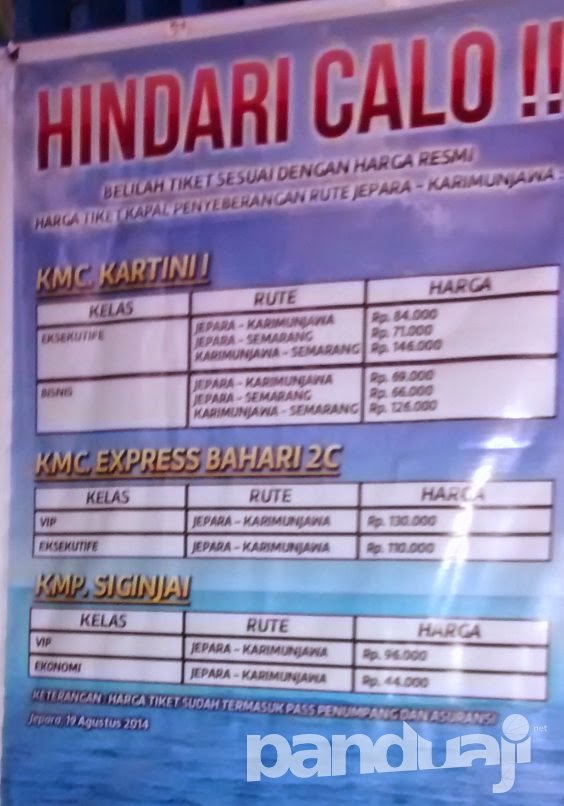 HINDARI CALO !!
BELILAH TIKET SESUAI DENGAN HARGA RESMI
HARGA TIKET KAPAL PENYEBERANGAN RUTE JEPARA - KARIMUNJAWA :
KMC. KARTINI I
KELAS RUTE HARGA
EKSEKUTIFE JEPARA - KARIMUNJAWA Rp. 84.000
JEPARA - SEMARANG Rp. 71.000
KARIMUNJAWA - SEMARANG Rp. 146.000
BISNIS JEPARA - KARIMUNJAWA Rp. 69.000
JEPARA - SEMARANG Rp. 66.000
KARIMUNJAWA - SEMARANG Rp. 126.000
KMC. EXPRESS BAHARI 2C
KELAS RUTE HARGA
VIP JEPARA - KARIMUNJAWA Rp. 130.000
EKSEKUTIFE JEPARA - KARIMUNJAWA Rp. 110.000
KMP. SIGINJAI
KELAS RUTE HARGA
VIP JEPARA - KARIMUNJAWA Rp. 96.000
EKONOMI JEPARA - KARIMUNJAWA Rp. 44.000
KETERANGAN : HARGA TIKET SUDAH TERMASUK PASS PENUMPANG DAN ASURANSI
Jepara, 19 Agustus 2014
panduaji.net